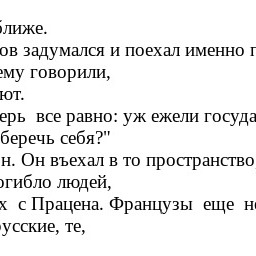 ближе.
ов задумался и поехал именно п
ему говорили,
ют.
ерь все равно: уж ежели госуда
беречь себя?"
н. Он въехал в то пространство,
огибло людей,
х с Працена. Французы еще не
усские, те,